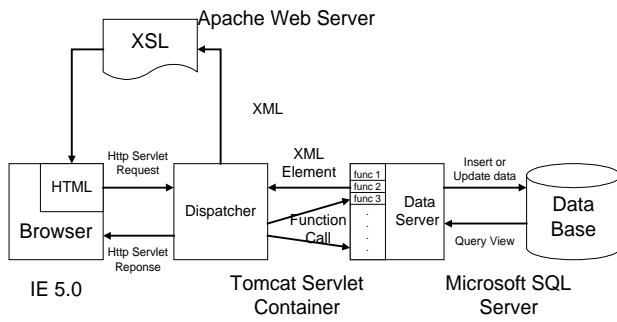 Apache Web Server
XSL
XML
Http Servlet
Request
XML
Element
Insert or
Update data
HTML
Browser
Dispatcher
func 1
func 2
func 3
.
.
.
.
Data
Server
Data
Base
Function
Call
Http Servlet
Reponse
Query View
IE 5.0
Tomcat Servlet
Container
Microsoft SQL
Server